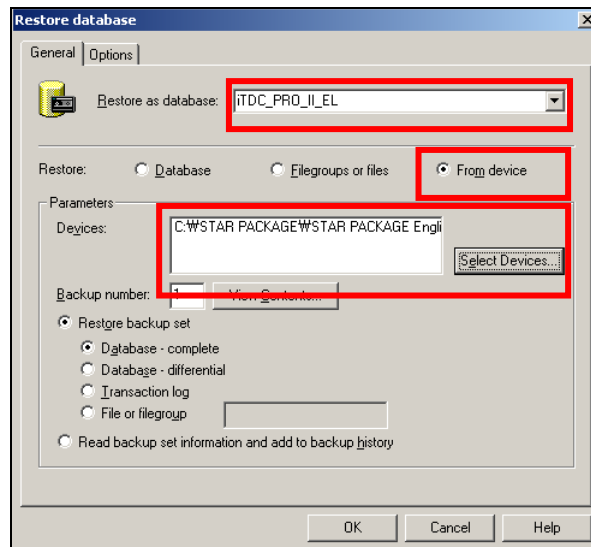 Restore database
General Options
Restore as database: iTDC_PRO_II_EL
Restore: Database Filegroups or files From device
Parameters
Devices: C:₩STAR PACKAGE₩STAR PACKAGE Engli
Select Devices...
Backup number: 1 View Contents...
Restore backup set
Database - complete
Database - differential
Transaction log
File or filegroup
Read backup set information and add to backup history
OK Cancel Help